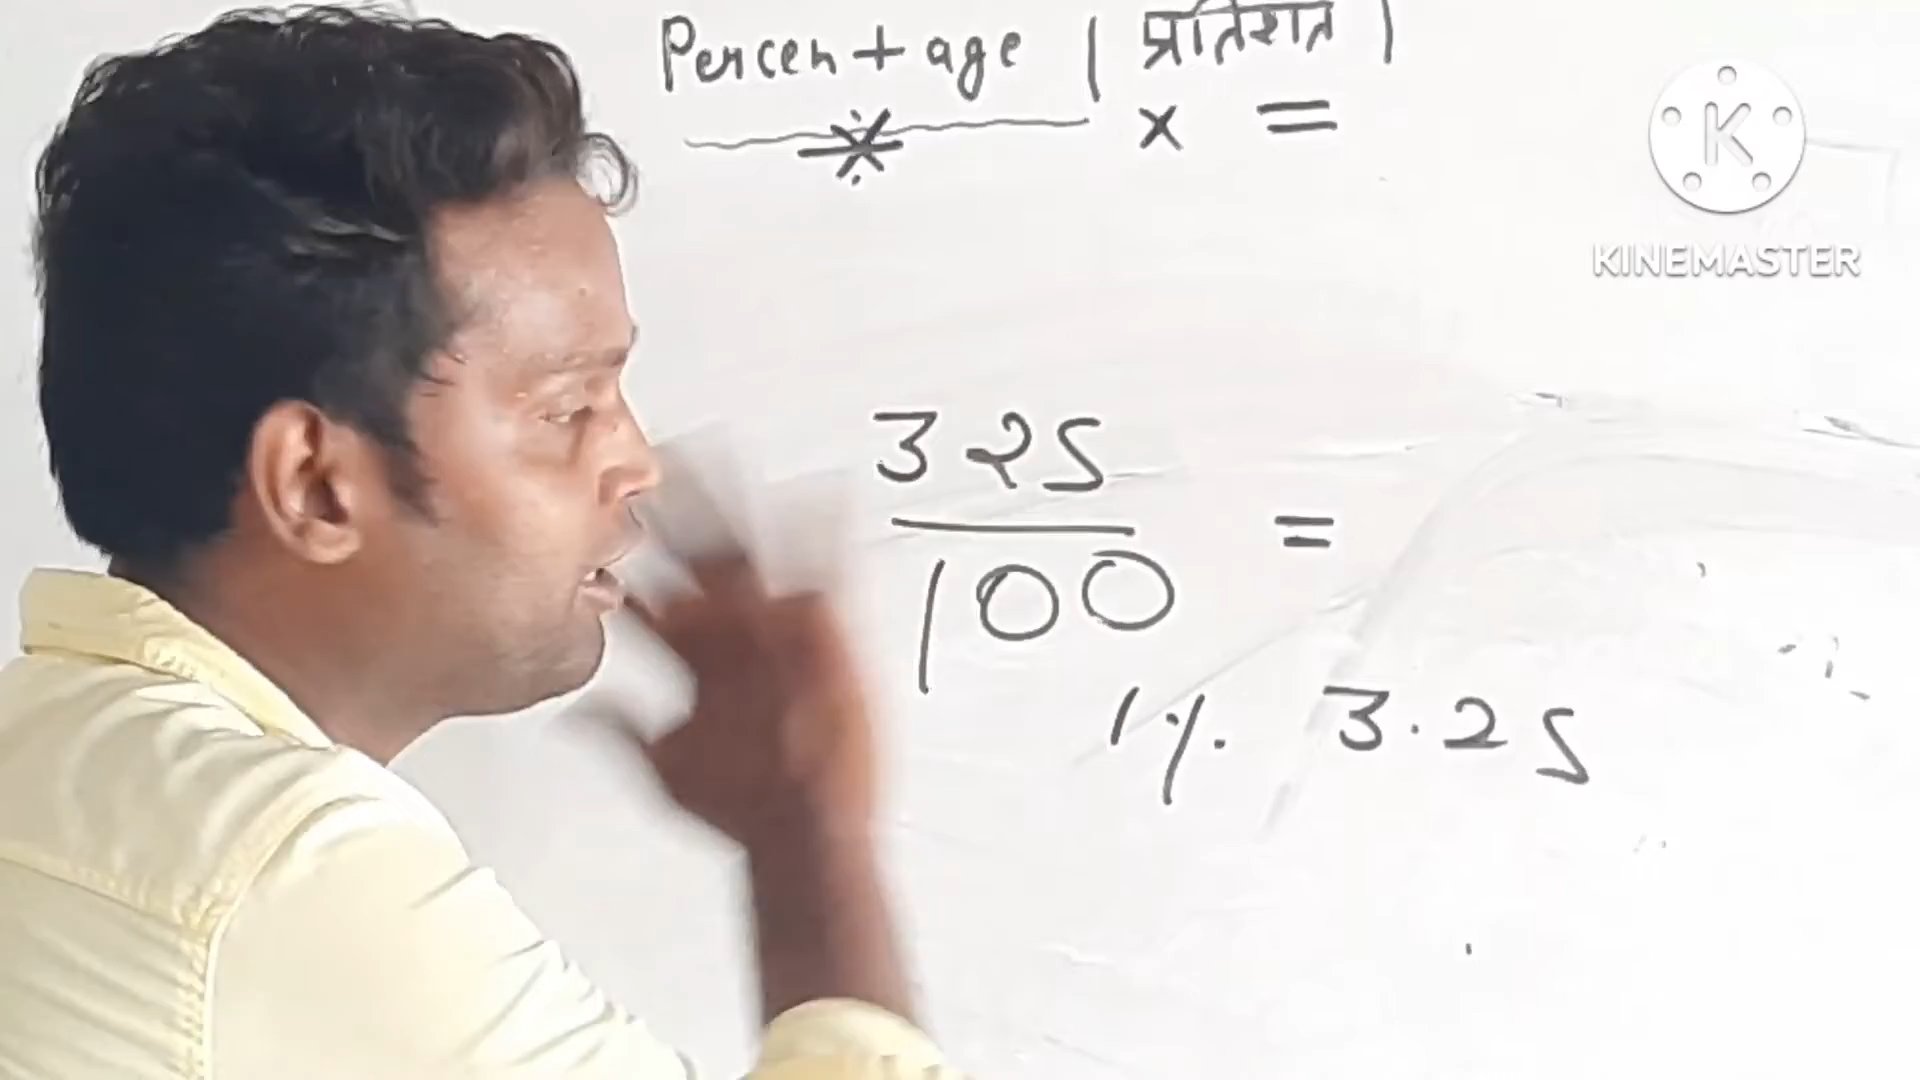 Percentage | प्रतिशत |
× =
K
KINEMASTER
325
=
100
1% 3.25